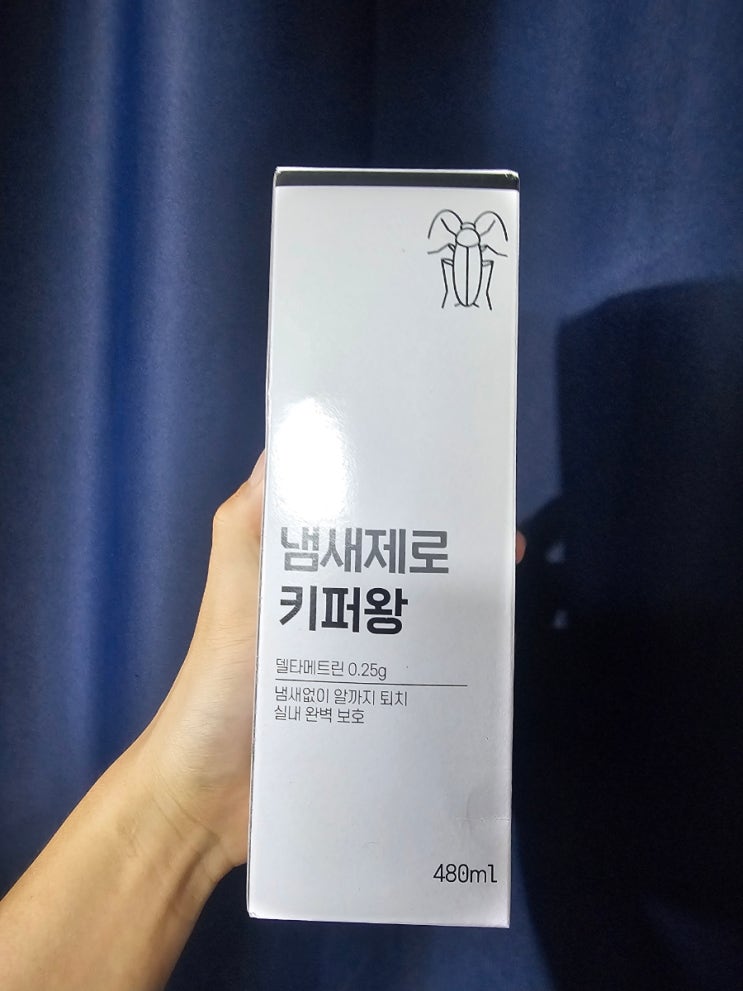 냄새제로
키퍼왕
델타메트린 0.25g
냄새없이 알까지 퇴치
실내 완벽 보호
480ml